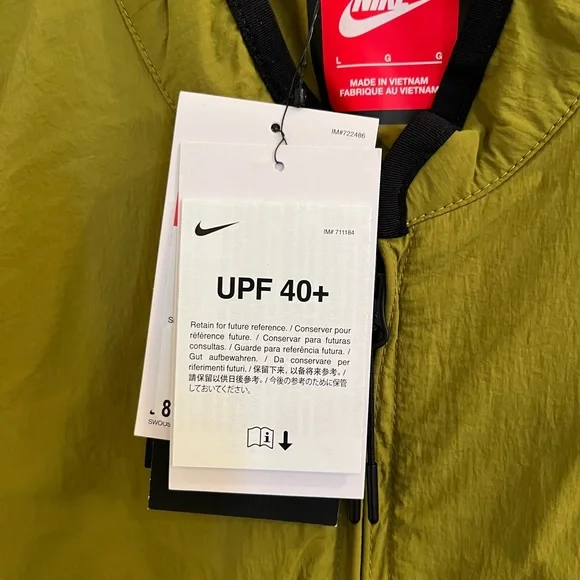 NIKE
L G G
MADE IN VIETNAM
FABRIQUE AU VIETNAM
IM#722486
IM# 711184
UPF 40+
Retain for future reference. / Conserver pour
référence future. / Conservar para futuras
consultas. / Guarde para referência futura. /
Gut aufbewahren. / Da conservare per
riferimenti futuri. / 保留下来，以备将来参考。/
請保留以供日後參考。/ 今後の参考のために保管
しておいてください。
L 8